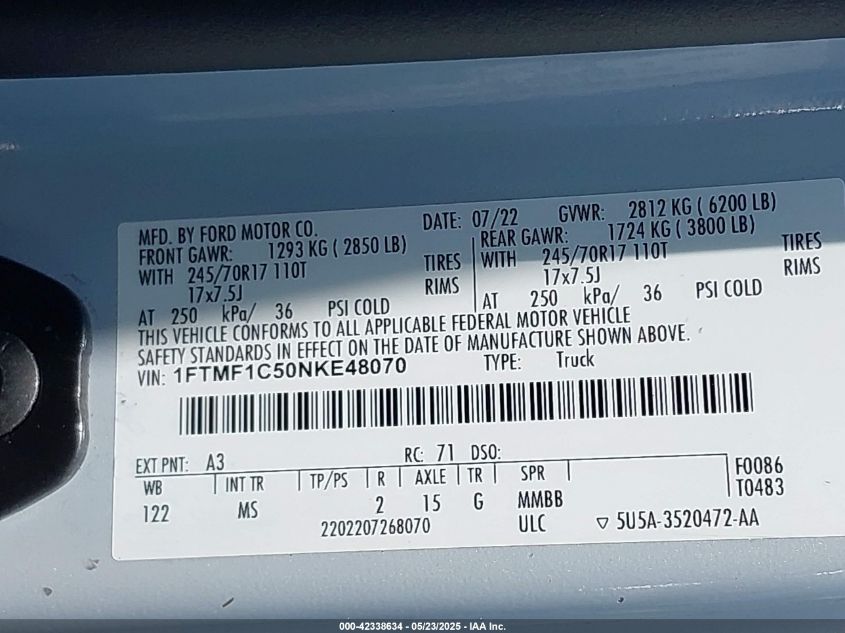 MFD. BY FORD MOTOR CO. DATE: 07/22 GVWR: 2812 KG ( 6200 LB)
FRONT GAWR: 1293 KG ( 2850 LB) REAR GAWR: 1724 KG ( 3800 LB)
WITH 245/70R17 110T TIRES WITH 245/70R17 110T TIRES
17x7.5J RIMS 17x7.5J RIMS
AT 250 kPa/ 36 PSI COLD AT 250 kPa/ 36 PSI COLD
THIS VEHICLE CONFORMS TO ALL APPLICABLE FEDERAL MOTOR VEHICLE
SAFETY STANDARDS IN EFFECT ON THE DATE OF MANUFACTURE SHOWN ABOVE.
VIN: 1FTMF1C50NKE48070 TYPE: Truck
EXT PNT: A3 RC: 71 DSO:
WB INT TR TP/PS R AXLE TR SPR F0086
122 MS 2 15 G MMBB T0483
2202207268070 ULC ▽ 5U5A-3520472-AA
000-42338634 - 05/23/2025 - IAA Inc.